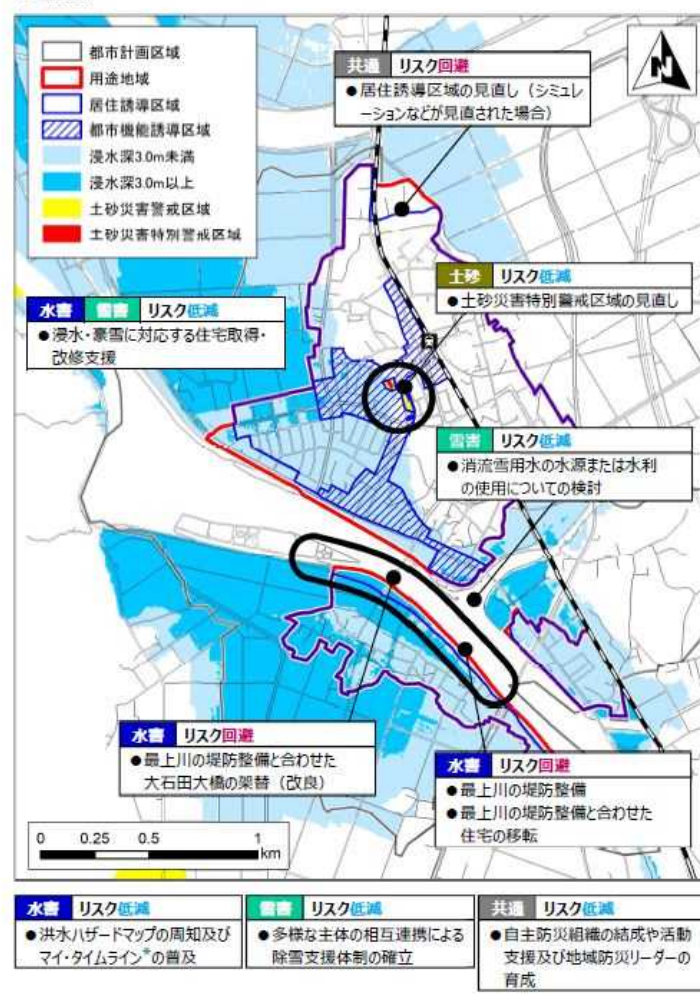 都市計画区域
用途地域
居住誘導区域
都市機能誘導区域
浸水深3.0m未満
浸水深3.0m以上
土砂災害警戒区域
土砂災害特別警戒区域
共通 リスク回避
●居住誘導区域の見直し（シミュレ
ーションなどが見直された場合）
N
土砂 リスク低減
●土砂災害特別警戒区域の見直し
水害 雪害 リスク低減
●浸水・豪雪に対応する住宅取得・
改修支援
雪害 リスク低減
●消流雪用水の水源または水利
の使用についての検討
水害 リスク回避
●最上川の堤防整備と合わせた
大石田大橋の架替（改良）
水害 リスク回避
●最上川の堤防整備
●最上川の堤防整備と合わせた
住宅の移転
0 0.25 0.5 1
km
水害 リスク低減
●洪水ハザードマップの周知及び
マイ・タイムライン*の普及
雪害 リスク低減
●多様な主体の相互連携による
除雪支援体制の確立
共通 リスク低減
●自主防災組織の結成や活動
支援及び地域防災リーダーの
育成